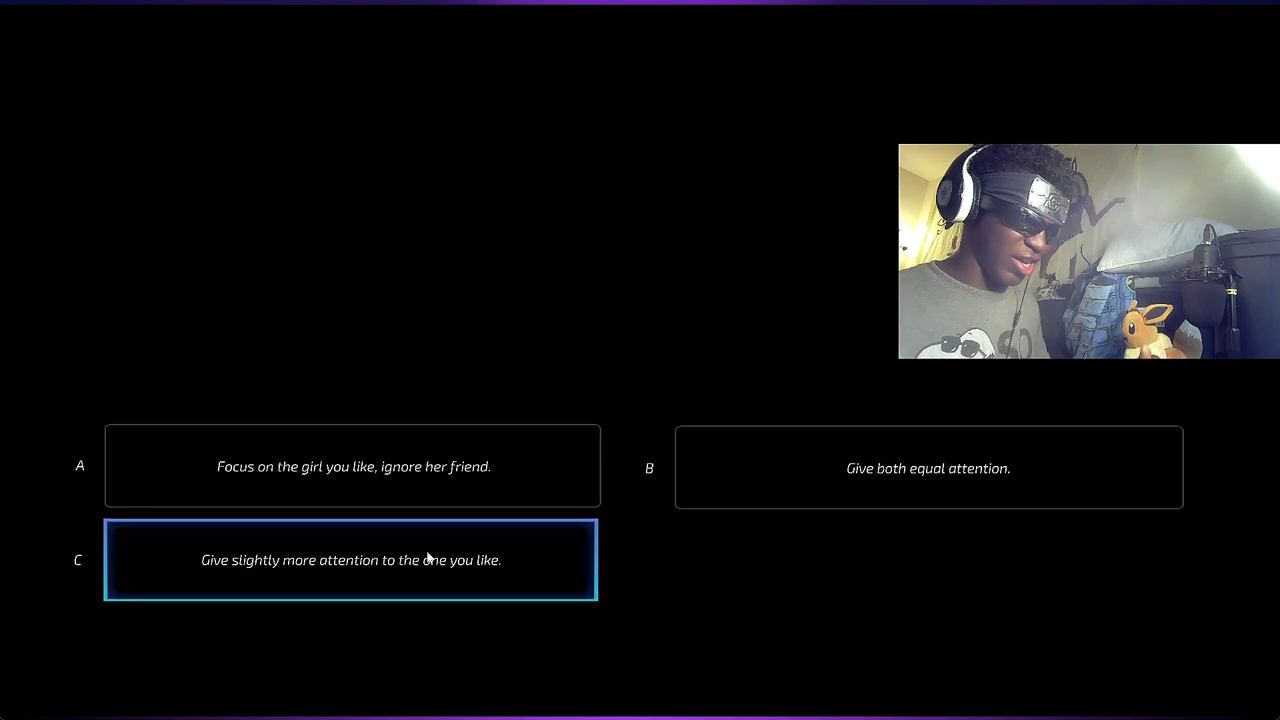 A
Focus on the girl you like, ignore her friend.
B
Give both equal attention.
C
Give slightly more attention to the one you like.